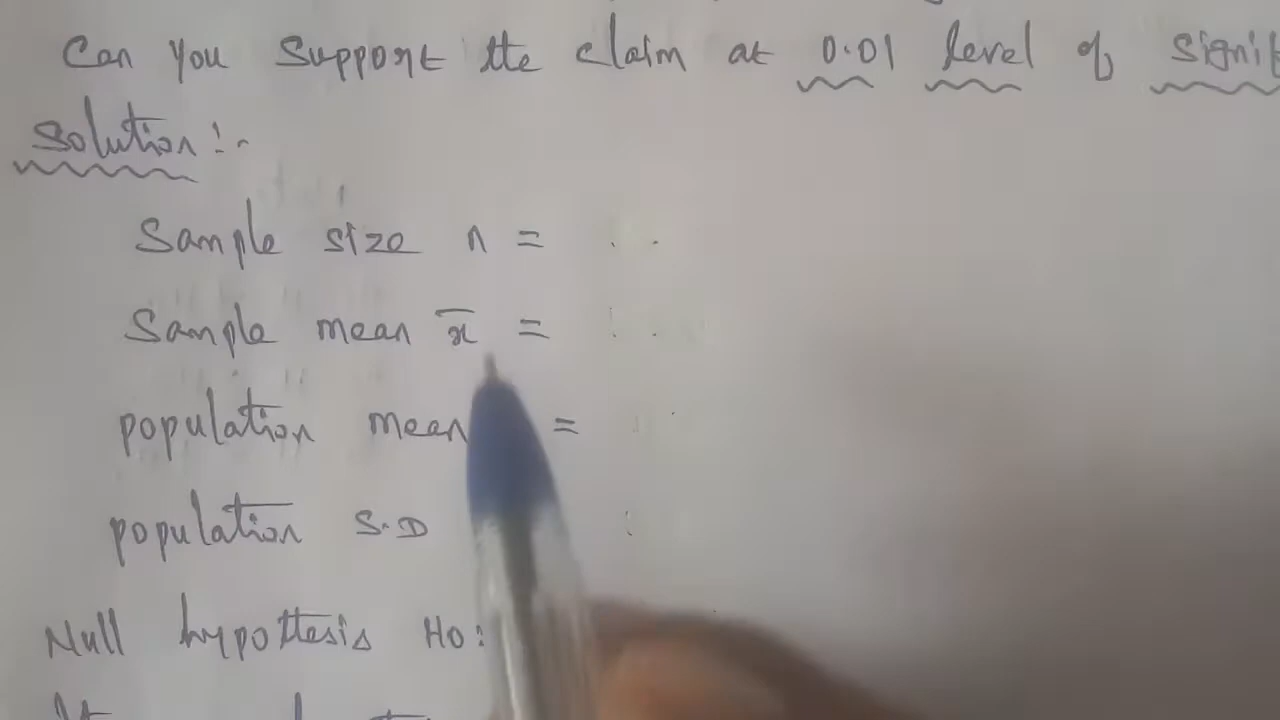 Can you support the claim at 0.01 level of
Solution:-
Sample size n =
Sample mean x̄ =
population mean =
population S.D
Null hypothesis Ho: